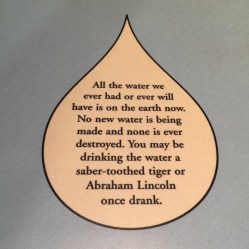 All the water we
ever had or ever will
have is on the earth now.
No new water is being
made and none is ever
destroyed. You may be
drinking the water a
saber-toothed tiger or
Abraham Lincoln
once drank.